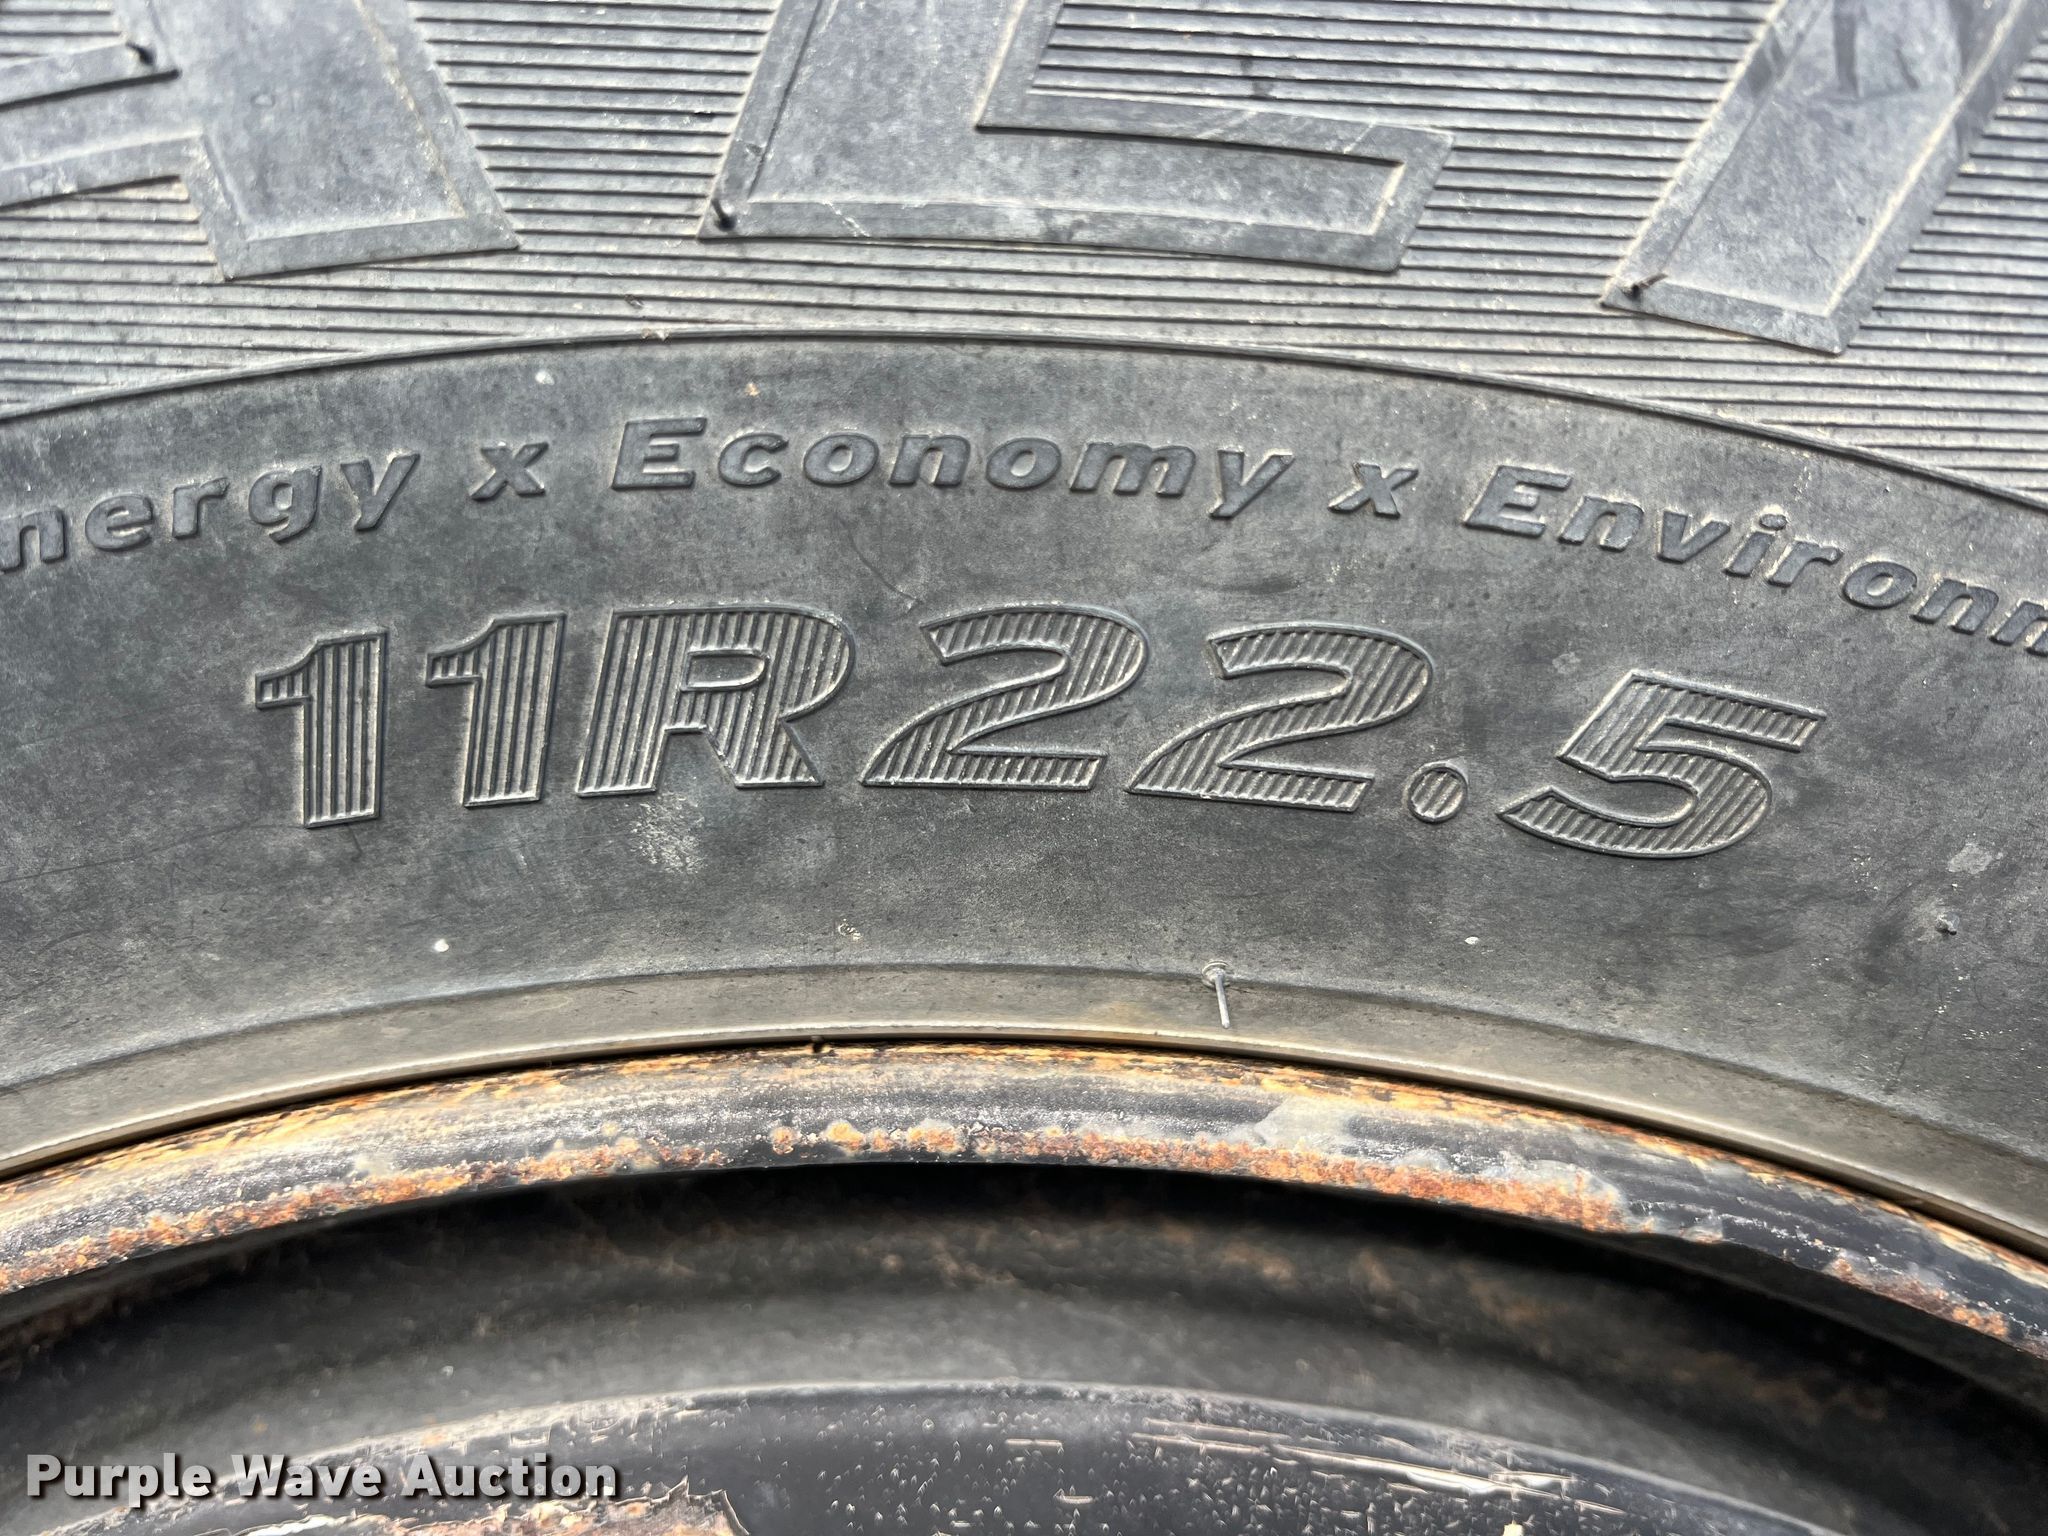 nergy x Economy x Environm
11R22.5
Purple Wave Auction